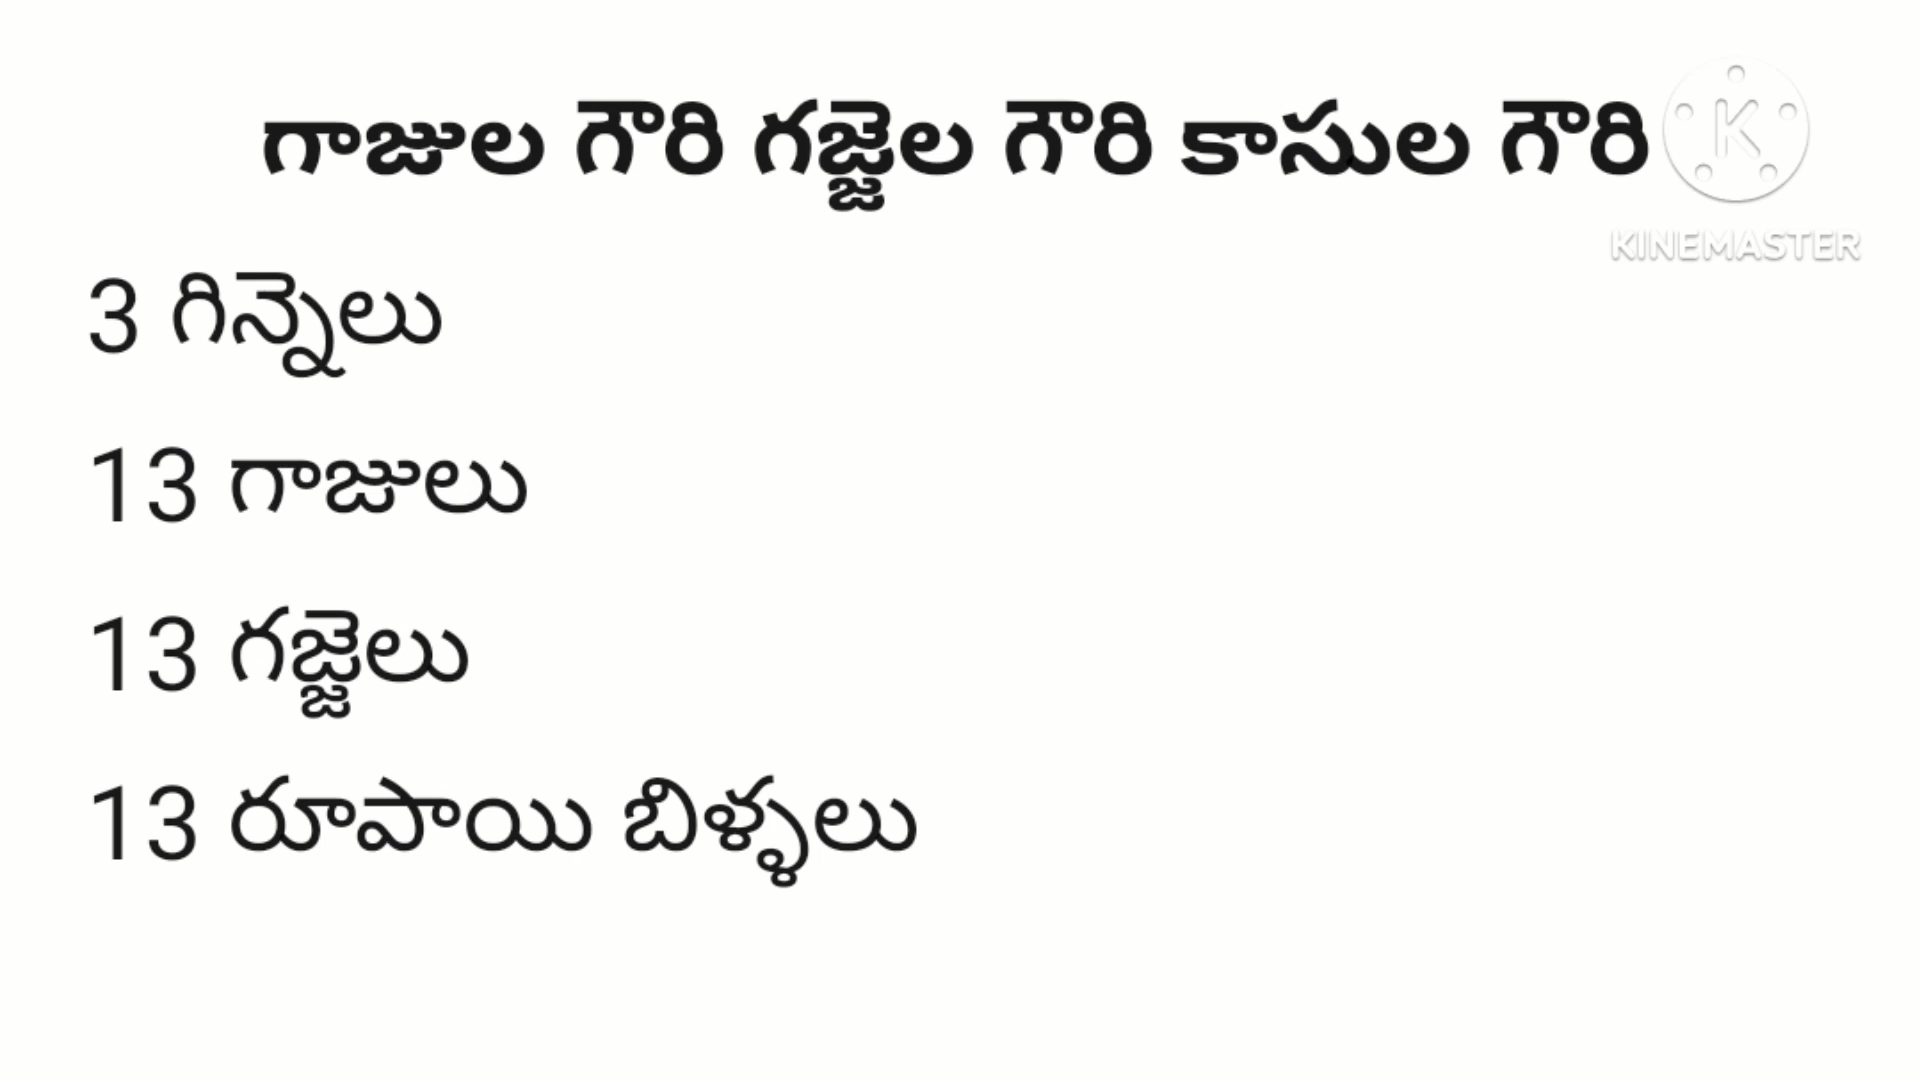 గాజుల గౌరి గజ్జెల గౌరి కాసుల గౌరి
KINEMASTER
3 గిన్నెలు
13 గాజులు
13 గజ్జెలు
13 రూపాయి బిళ్ళలు